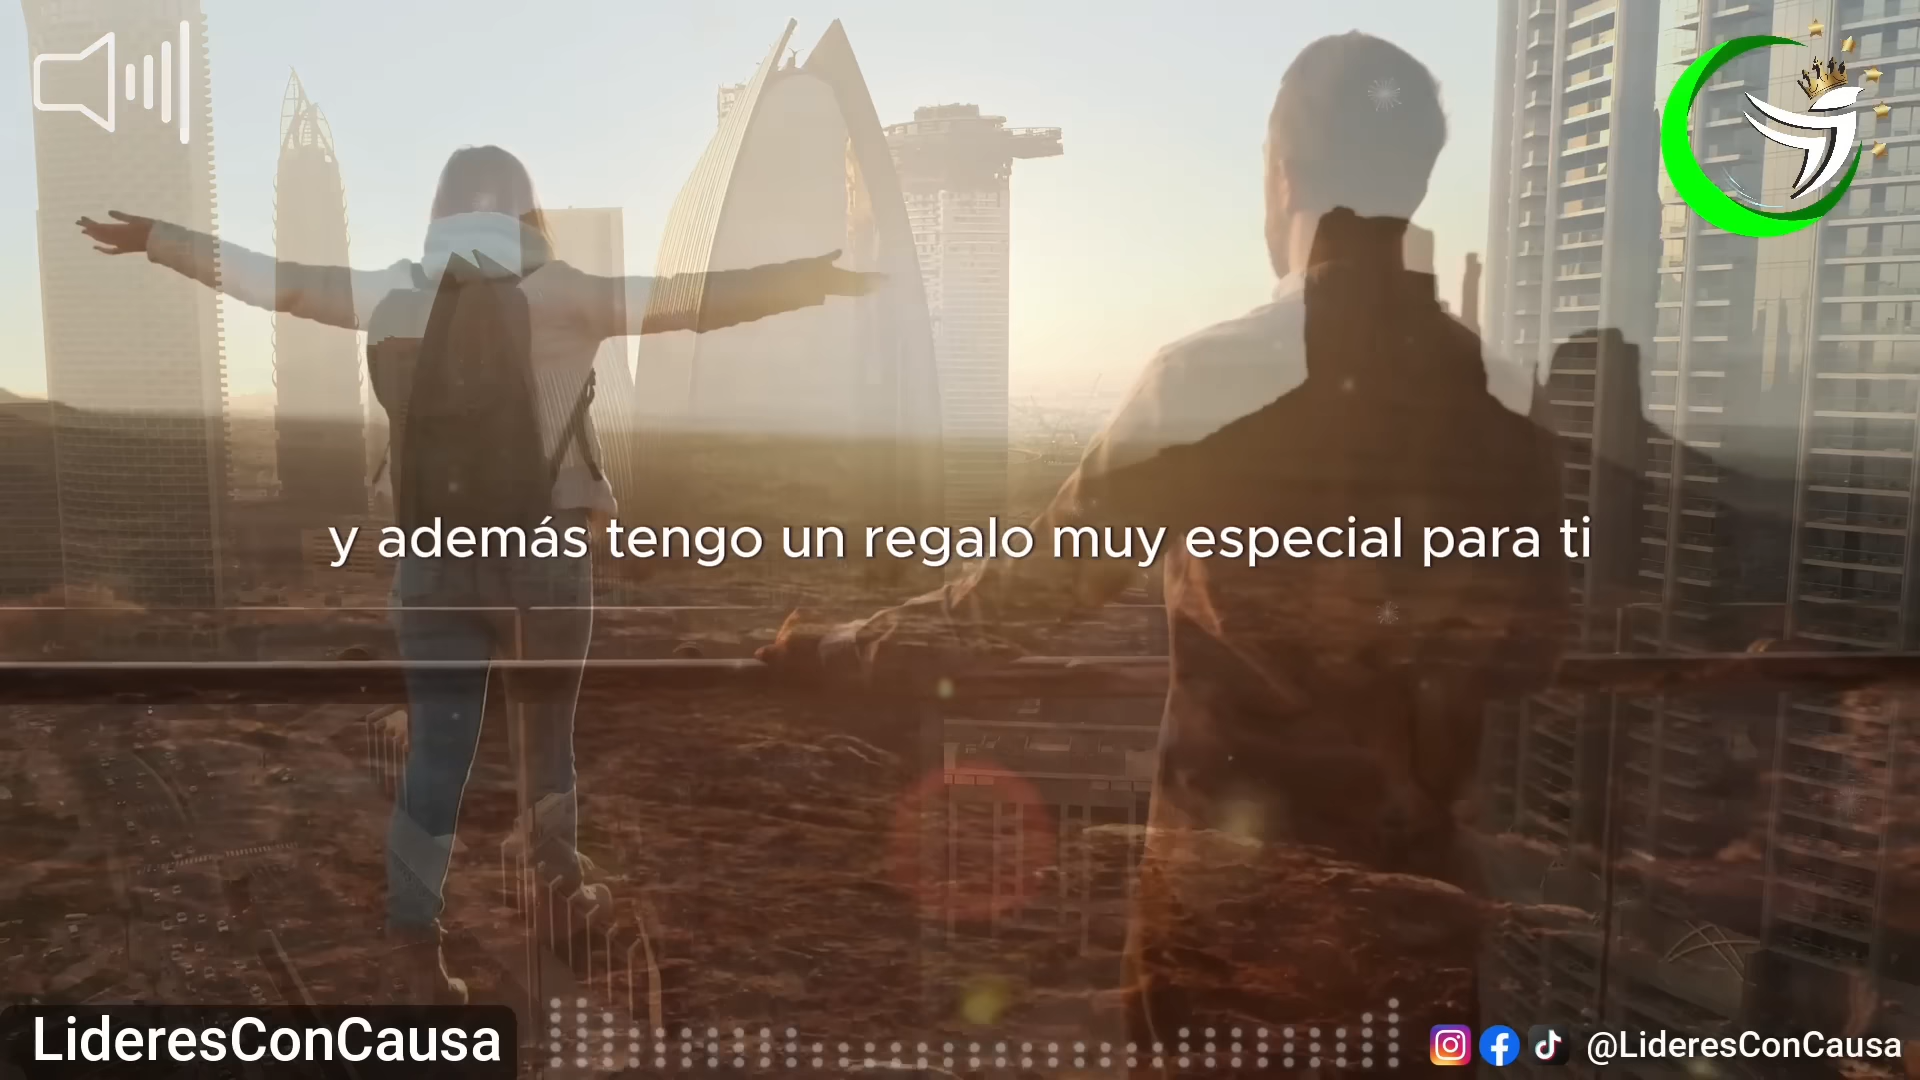 y además tengo un regalo muy especial para ti
LideresConCausa
@LideresConCausa